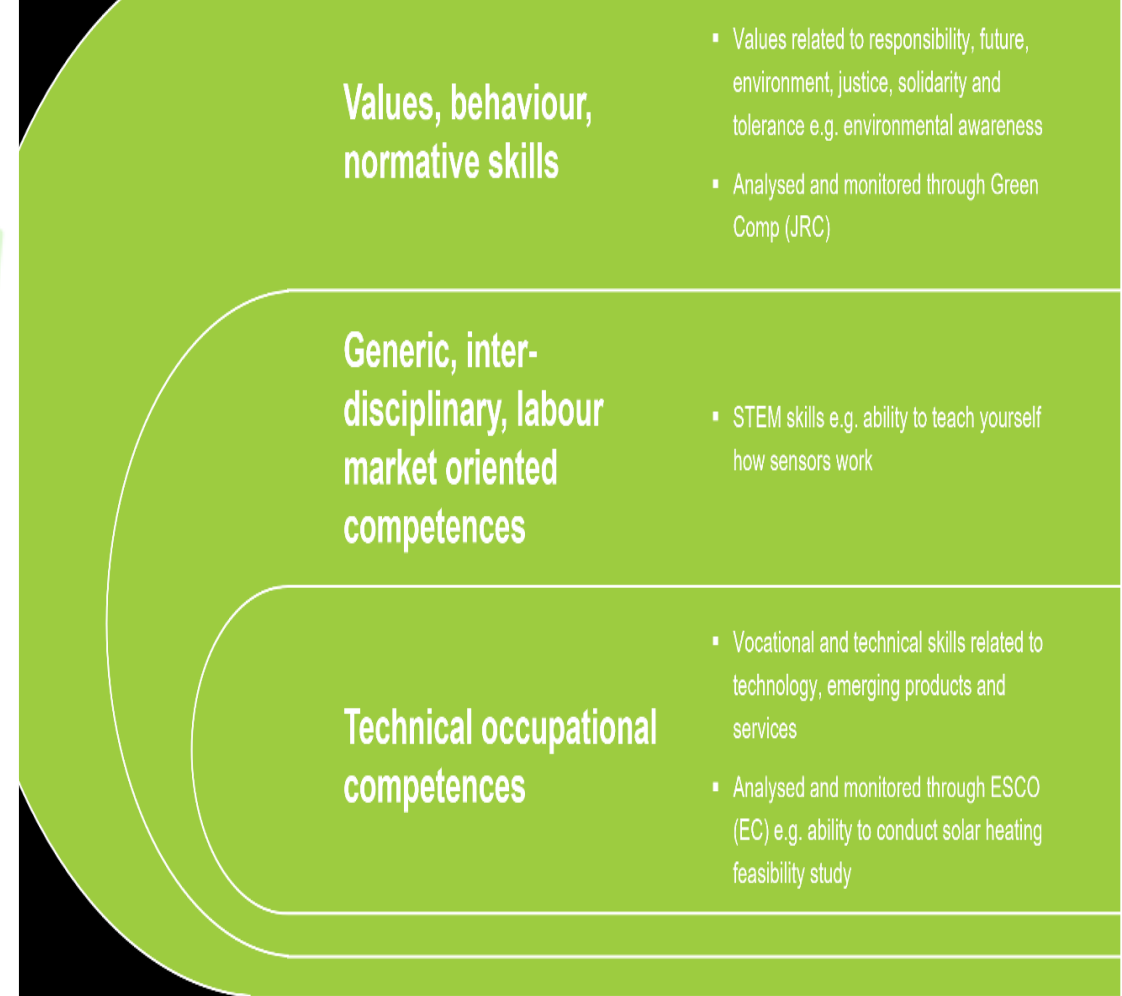 Values, behaviour,
normative skills
▪ Values related to responsibility, future,
environment, justice, solidarity and
tolerance e.g. environmental awareness
▪ Analysed and monitored through Green
Comp (JRC)
Generic, inter-
disciplinary, labour
market oriented
competences
▪ STEM skills e.g. ability to teach yourself
how sensors work
Technical occupational
competences
▪ Vocational and technical skills related to
technology, emerging products and
services
▪ Analysed and monitored through ESCO
(EC) e.g. ability to conduct solar heating
feasibility study